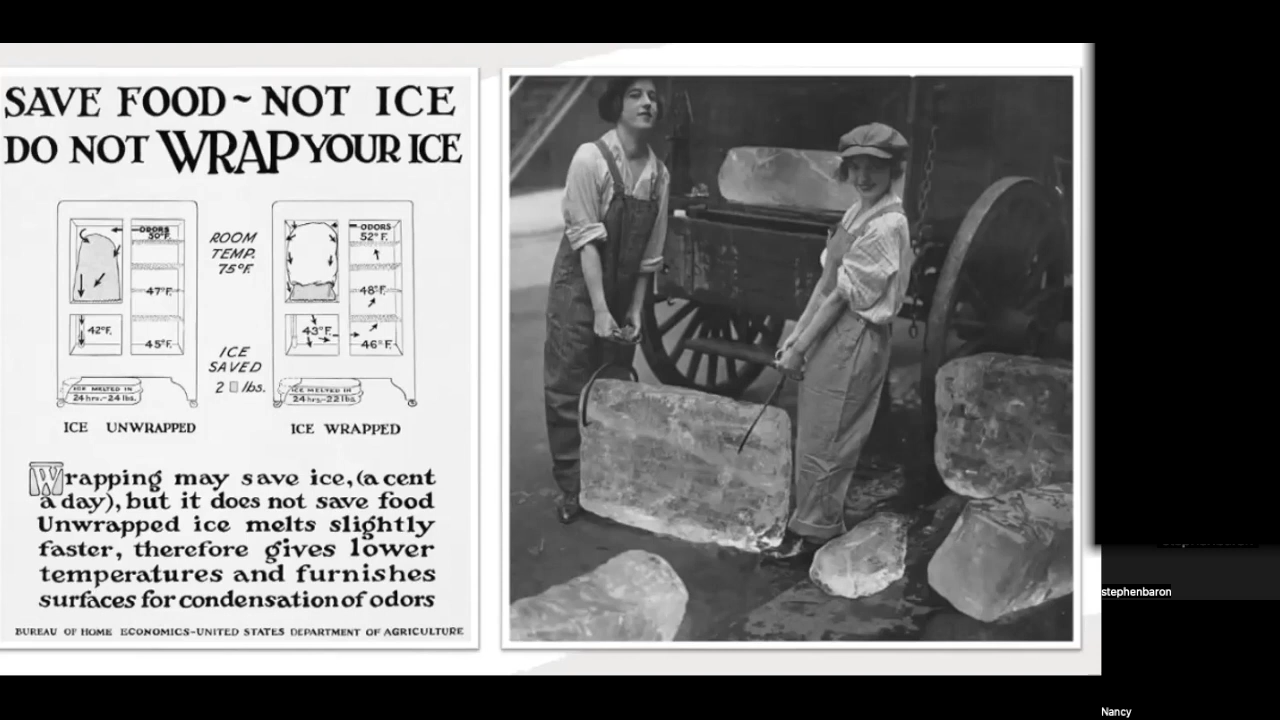 SAVE FOOD~NOT ICE
DO NOT WRAP YOUR ICE
ODORS
50°F.
47°F.
42°F.
45°F.
ICE MELTED IN
24 hrs.-24 lbs.
ICE UNWRAPPED
ROOM
TEMP.
75°F.
ICE
SAVED
2 lbs.
ODORS
52°F.
48°F.
43°F.
46°F.
ICE MELTED IN
24 hrs-22 lbs.
ICE WRAPPED
Wrapping may save ice, (a cent
a day), but it does not save food
Unwrapped ice melts slightly
faster, therefore gives lower
temperatures and furnishes
surfaces for condensation of odors
BUREAU OF HOME ECONOMICS-UNITED STATES DEPARTMENT OF AGRICULTURE
stephenbaron
Nancy